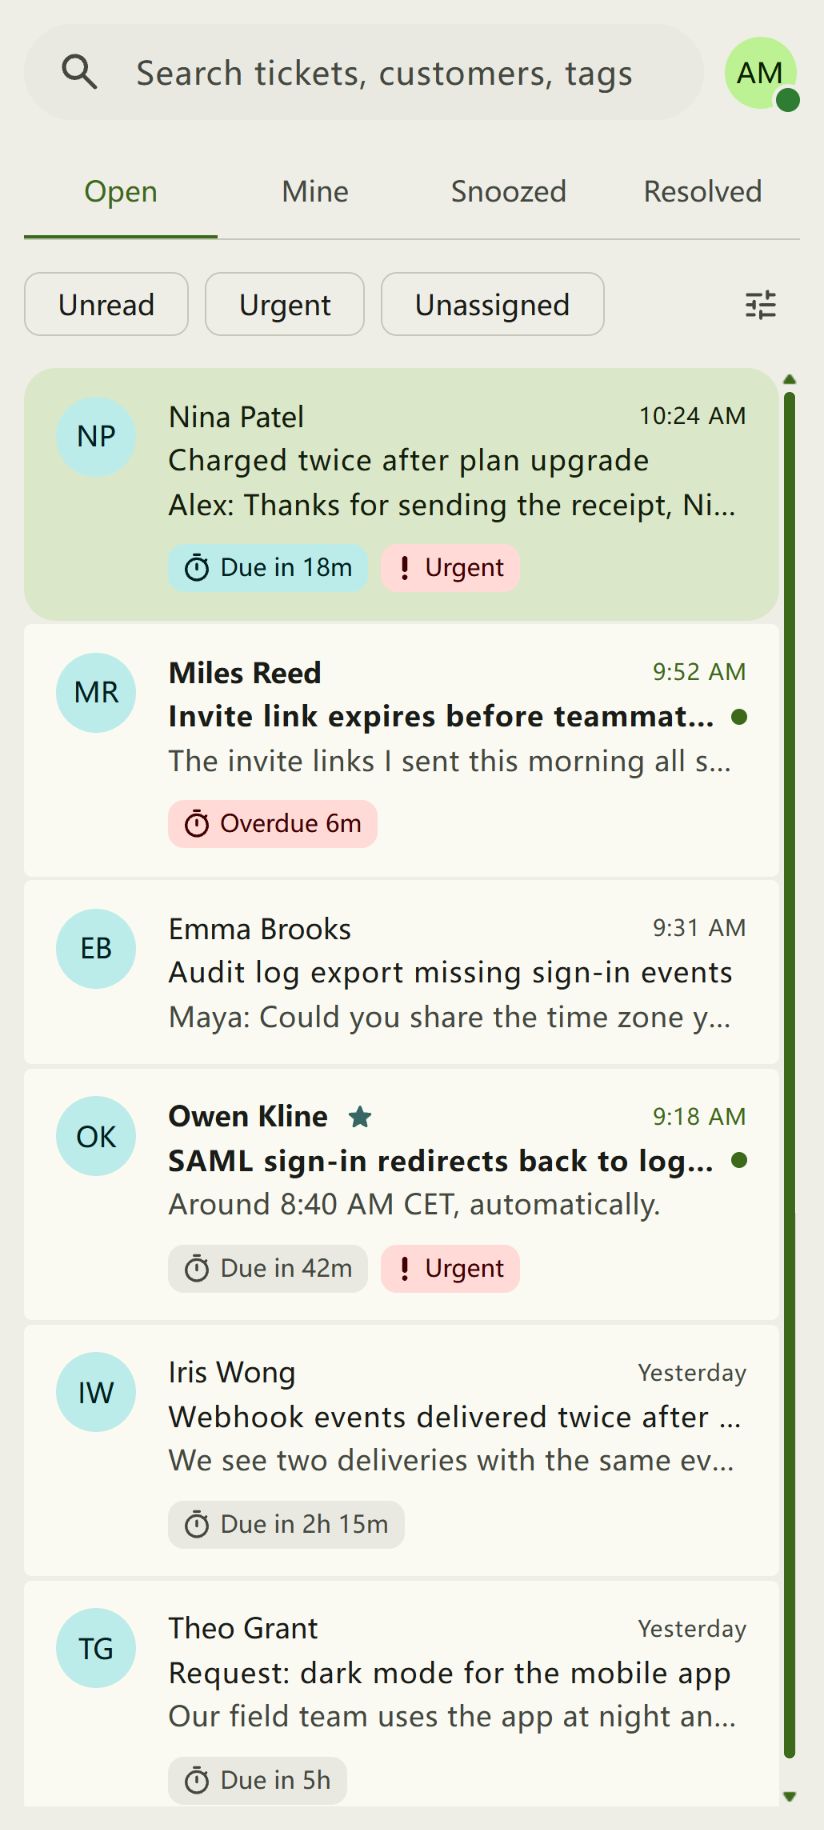 Search tickets, customers, tags
AM
Open
Mine
Snoozed
Resolved
Unread
Urgent
Unassigned
NP
Nina Patel
10:24 AM
Charged twice after plan upgrade
Alex: Thanks for sending the receipt, Ni...
Due in 18m
Urgent
MR
Miles Reed
9:52 AM
Invite link expires before teammat...
The invite links I sent this morning all s...
Overdue 6m
EB
Emma Brooks
9:31 AM
Audit log export missing sign-in events
Maya: Could you share the time zone y...
OK
Owen Kline
9:18 AM
SAML sign-in redirects back to log...
Around 8:40 AM CET, automatically.
Due in 42m
Urgent
IW
Iris Wong
Yesterday
Webhook events delivered twice after ...
We see two deliveries with the same ev...
Due in 2h 15m
TG
Theo Grant
Yesterday
Request: dark mode for the mobile app
Our field team uses the app at night an...
Due in 5h